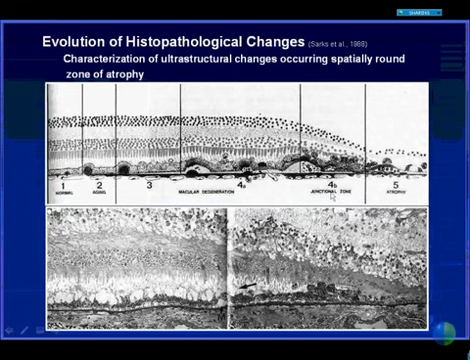 SHARING
Evolution of Histopathological Changes (Sarks et al., 1988)
Characterization of ultrastructural changes occurring spatially round
zone of atrophy
1 2 3 4a 4b 5
NORMAL AGING MACULAR DEGENERATION JUNCTIONAL ZONE ATROPHY